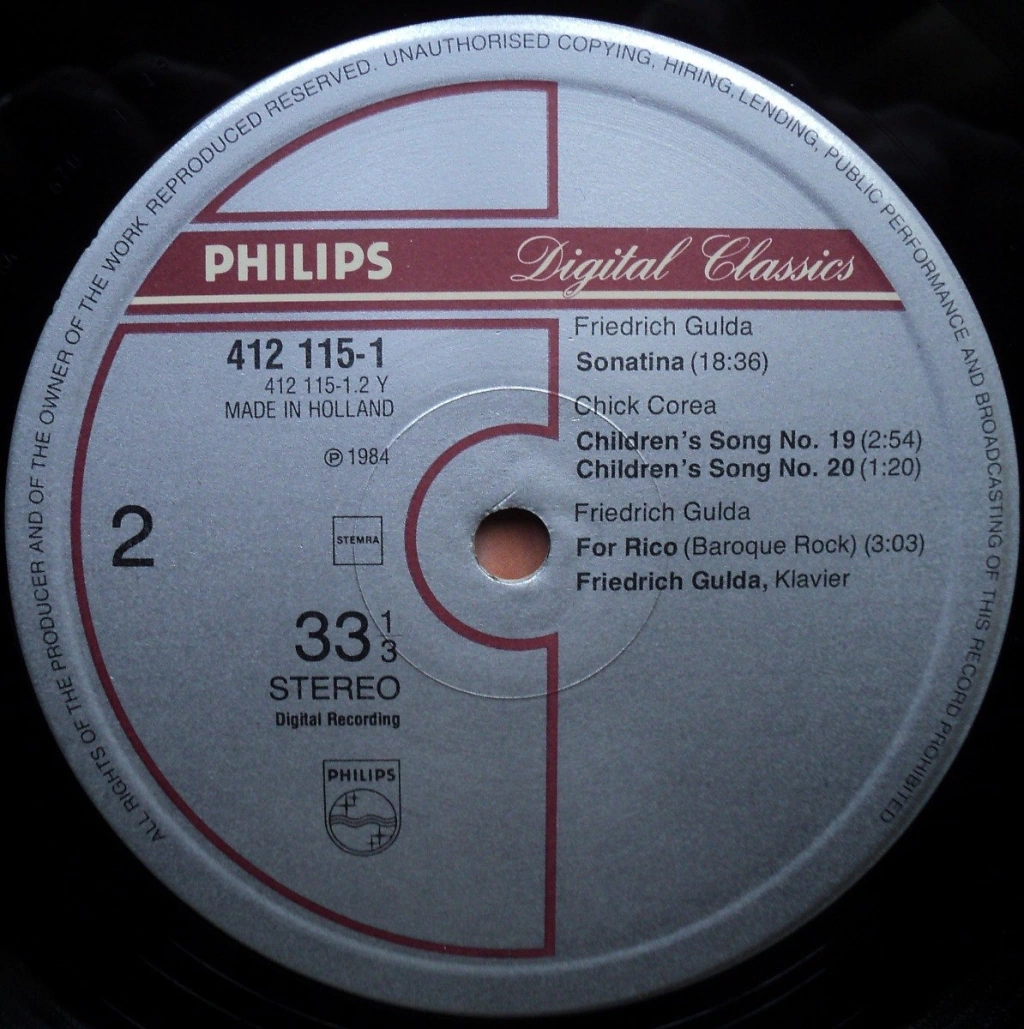 ALL RIGHTS OF THE PRODUCER AND OF THE OWNER OF THE WORK REPRODUCED RESERVED. UNAUTHORISED COPYING, HIRING, LENDING, PUBLIC PERFORMANCE AND BROADCASTING OF THIS RECORD PROHIBITED
PHILIPS Digital Classics
412 115-1
412 115-1.2 Y
MADE IN HOLLAND
℗ 1984
2
STEMRA
33 1/3
STEREO
Digital Recording
PHILIPS
Friedrich Gulda
Sonatina (18:36)
Chick Corea
Children's Song No. 19 (2:54)
Children's Song No. 20 (1:20)
Friedrich Gulda
For Rico (Baroque Rock) (3:03)
Friedrich Gulda, Klavier